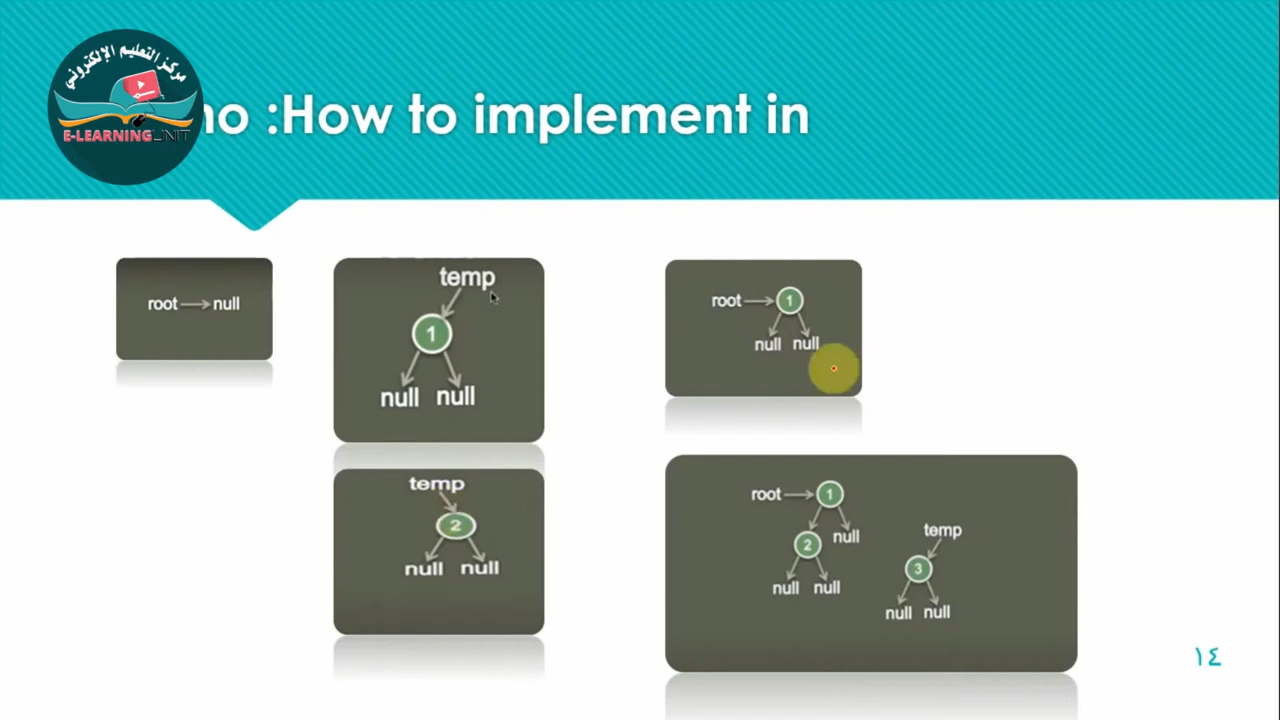 مركز التعليم الإلكتروني
E-LEARNING UNIT
no :How to implement in
root null
temp
1
null null
root 1
null null
temp
2
null null
root 1
2 null
null null
temp
3
null null
١٤